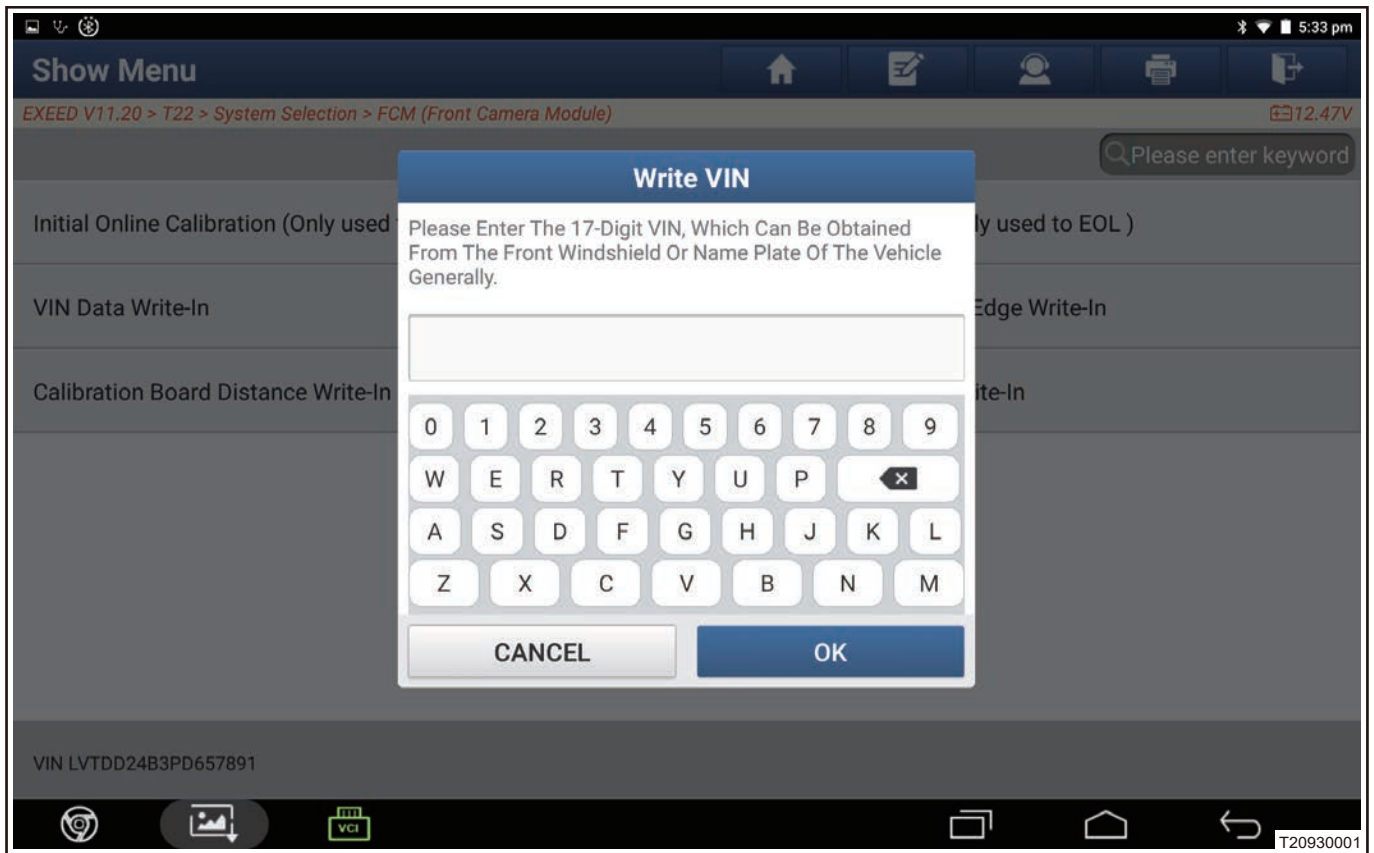 5:33 pm
Show Menu
EXEED V11.20 > T22 > System Selection > FCM (Front Camera Module)
12.47V
Please enter keyword
Write VIN
Initial Online Calibration (Only used
Please Enter The 17-Digit VIN, Which Can Be Obtained
From The Front Windshield Or Name Plate Of The Vehicle
Generally.
ly used to EOL )
VIN Data Write-In
Edge Write-In
Calibration Board Distance Write-In
ite-In
0 1 2 3 4 5 6 7 8 9
W E R T Y U P
A S D F G H J K L
Z X C V B N M
CANCEL
OK
VIN LVTDD24B3PD657891
VCI
T20930001